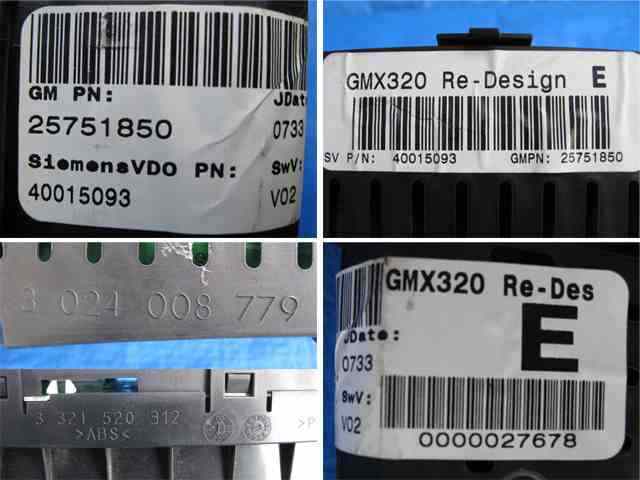 GM PN:
JDate
25751850
0733
SiemensVDO PN:
SwV:
40015093
V02
GMX320 Re-Design E
SV P/N: 40015093 GMPN: 25751850
3 024 008 779
3 321 520 312
>ABS<
>P
GMX320 Re-Des
E
JDate:
0733
SwV:
V02
0000027678